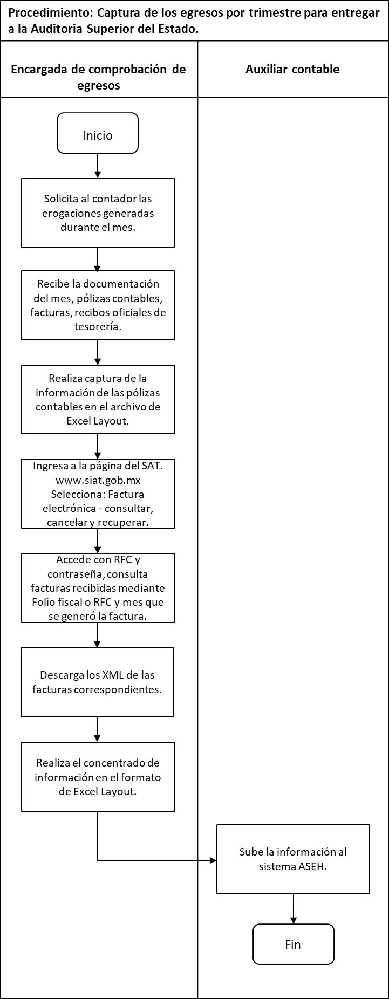 Procedimiento: Captura de los egresos por trimestre para entregar
a la Auditoria Superior del Estado.
Encargada de comprobación de
egresos
Auxiliar contable
Inicio
Solicita al contador las
erogaciones generadas
durante el mes.
Recibe la documentación
del mes, pólizas contables,
facturas, recibos oficiales de
tesorería.
Realiza captura de la
información de las pólizas
contables en el archivo de
Excel Layout.
Ingresa a la página del SAT.
www.siat.gob.mx
Selecciona: Factura
electrónica - consultar,
cancelar y recuperar.
Accede con RFC y
contraseña, consulta
facturas recibidas mediante
Folio fiscal o RFC y mes que
se generó la factura.
Descarga los XML de las
facturas correspondientes.
Realiza el concentrado de
información en el formato
de Excel Layout.
Sube la información al
sistema ASEH.
Fin